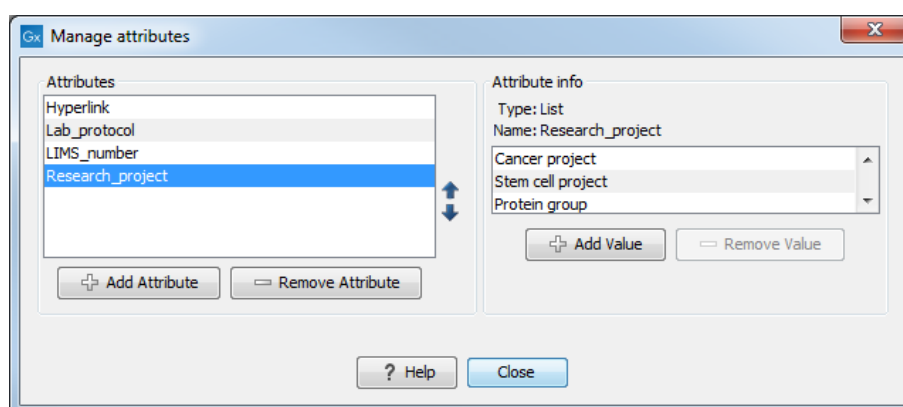 Gx Manage attributes
x
Attributes
Hyperlink
Lab_protocol
LIMS_number
Research_project
Add Attribute
Remove Attribute
Attribute info
Type: List
Name: Research_project
Cancer project
Stem cell project
Protein group
Add Value
Remove Value
? Help
Close